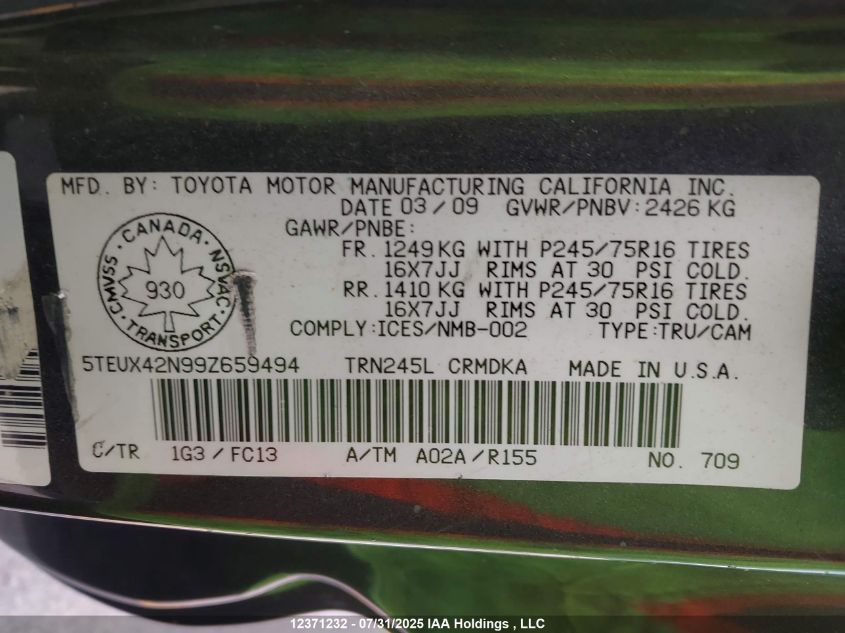 MFD. BY: TOYOTA MOTOR MANUFACTURING CALIFORNIA INC.
DATE 03/09 GVWR/PNBV: 2426 KG
GAWR/PNBE:
FR. 1249 KG WITH P245/75R16 TIRES
16X7JJ RIMS AT 30 PSI COLD.
RR. 1410 KG WITH P245/75R16 TIRES
16X7JJ RIMS AT 30 PSI COLD.
COMPLY: ICES/NMB-002 TYPE: TRU/CAM
CMVSS · CANADA · NSVAC · TRANSPORT ·
930
5TEUX42N99Z659494 TRN245L CRMDKA MADE IN U.S.A.
C/TR 1G3 / FC13 A/TM A02A / R155 NO. 709
12371232 - 07/31/2025 IAA Holdings , LLC